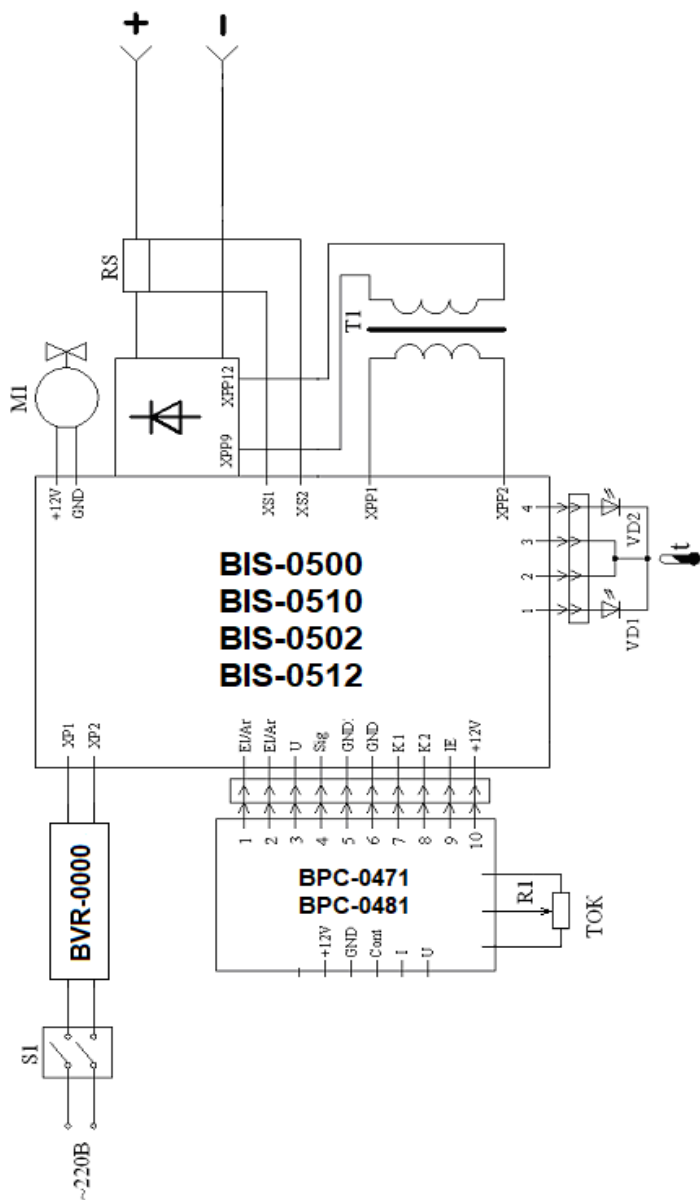 +
-
RS
M1
+12V
GND
XPP9
XPP12
XS1
XS2
T1
XPP1
XPP2
BIS-0500
BIS-0510
BIS-0502
BIS-0512
1
2
3
4
VD1
VD2
t
XP1
XP2
El/Ar
El/Ar
U
Sig
GND
GND
K1
K2
IE
+12V
1
2
3
4
5
6
7
8
9
10
BVR-0000
BPC-0471
BPC-0481
R1
ТОК
+12V
GND
Com
I
U
S1
~220В